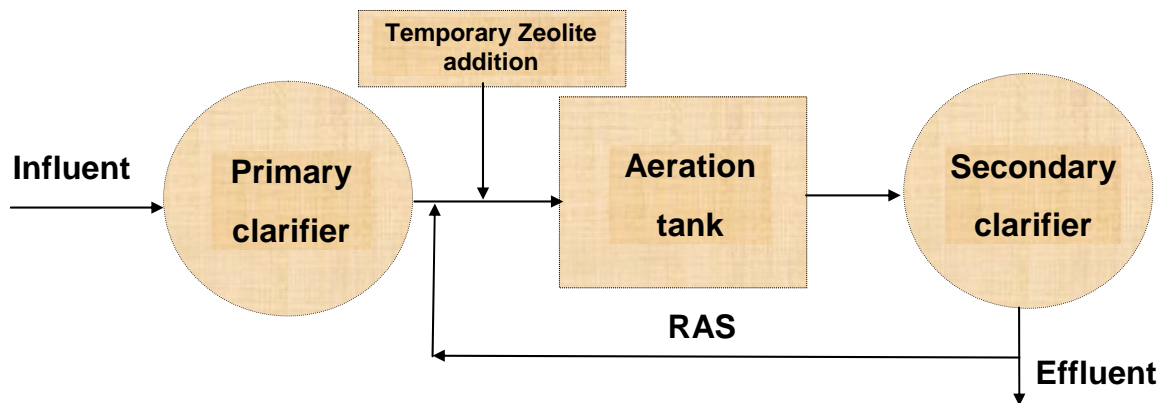 Temporary Zeolite
addition
Influent
Primary
clarifier
Aeration
tank
Secondary
clarifier
RAS
Effluent